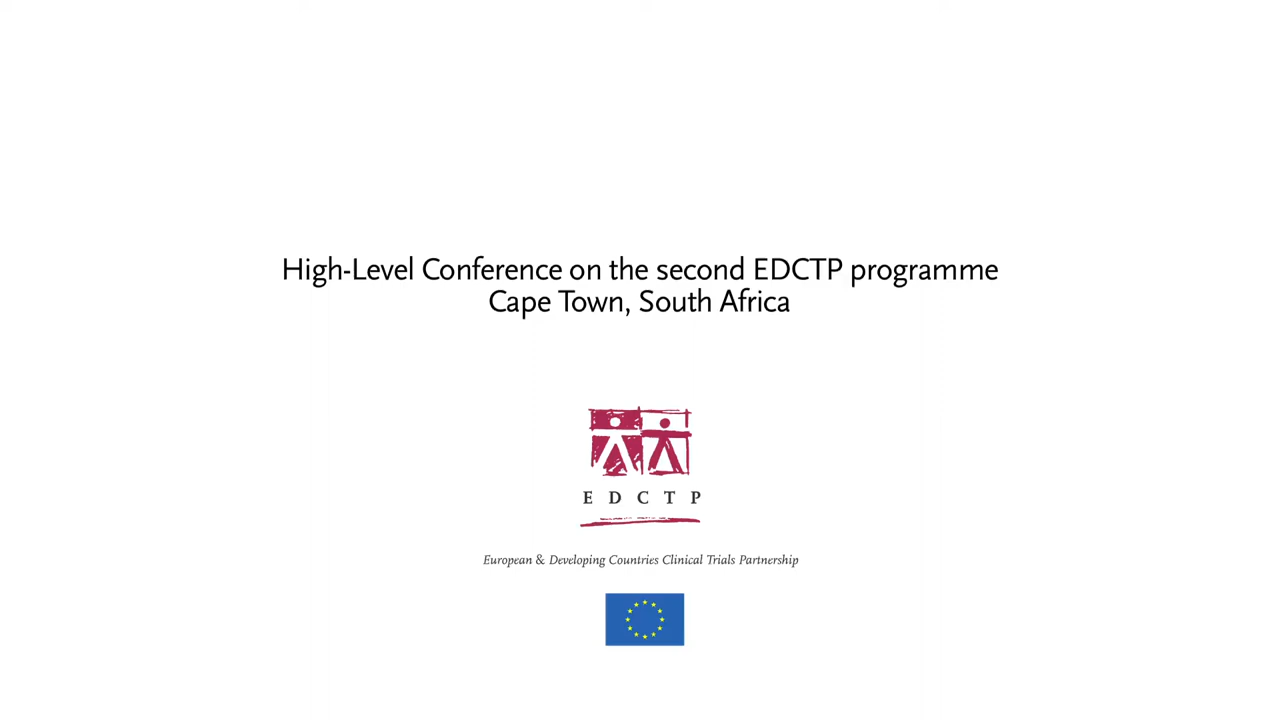 High-Level Conference on the second EDCTP programme
Cape Town, South Africa
EDCTP
European & Developing Countries Clinical Trials Partnership